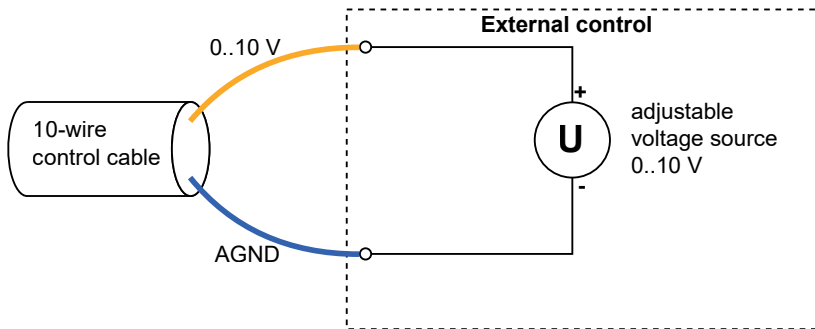 External control
0..10 V
10-wire
control cable
+
U
-
adjustable
voltage source
0..10 V
AGND